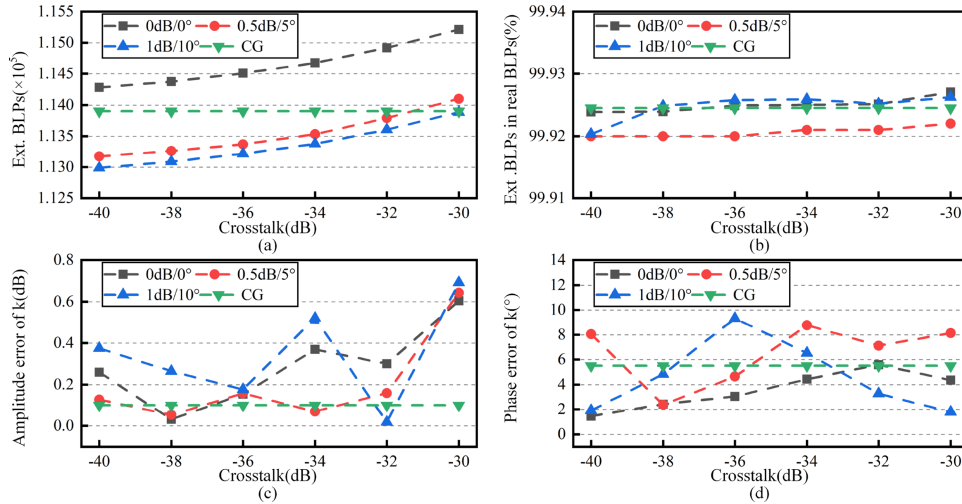 1.155
1.150
1.145
1.140
1.135
1.130
1.125
Ext. BLPs(×10⁵)
0dB/0° 0.5dB/5°
1dB/10° CG
-40 -38 -36 -34 -32 -30
Crosstalk(dB)
(a)
99.94
99.93
99.92
99.91
Ext .BLPs in real BLPs(%)
0dB/0° 0.5dB/5°
1dB/10° CG
-40 -38 -36 -34 -32 -30
Crosstalk(dB)
(b)
0.8
0.6
0.4
0.2
0.0
Amplitude error of k(dB)
0dB/0° 0.5dB/5°
1dB/10° CG
-40 -38 -36 -34 -32 -30
Crosstalk(dB)
(c)
14
12
10
8
6
4
2
0
Phase error of k(°)
0dB/0° 0.5dB/5°
1dB/10° CG
-40 -38 -36 -34 -32 -30
Crosstalk(dB)
(d)